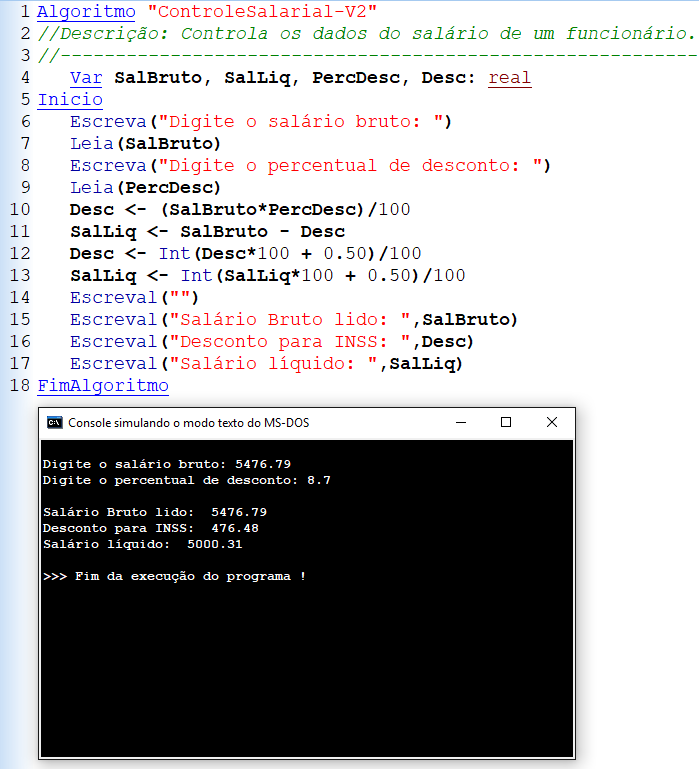 1 Algoritmo "ControleSalarial-V2"
2 //Descrição: Controla os dados do salário de um funcionário.
3 //-----------------------------------------------------------
4 Var SalBruto, SalLiq, PercDesc, Desc: real
5 Inicio
6 Escreva("Digite o salário bruto: ")
7 Leia(SalBruto)
8 Escreva("Digite o percentual de desconto: ")
9 Leia(PercDesc)
10 Desc <- (SalBruto*PercDesc)/100
11 SalLiq <- SalBruto - Desc
12 Desc <- Int(Desc*100 + 0.50)/100
13 SalLiq <- Int(SalLiq*100 + 0.50)/100
14 Escreval("")
15 Escreval("Salário Bruto lido: ",SalBruto)
16 Escreval("Desconto para INSS: ",Desc)
17 Escreval("Salário líquido: ",SalLiq)
18 FimAlgoritmo
C:\ Console simulando o modo texto do MS-DOS
Digite o salário bruto: 5476.79
Digite o percentual de desconto: 8.7
Salário Bruto lido:  5476.79
Desconto para INSS:  476.48
Salário líquido:  5000.31
>>> Fim da execução do programa !